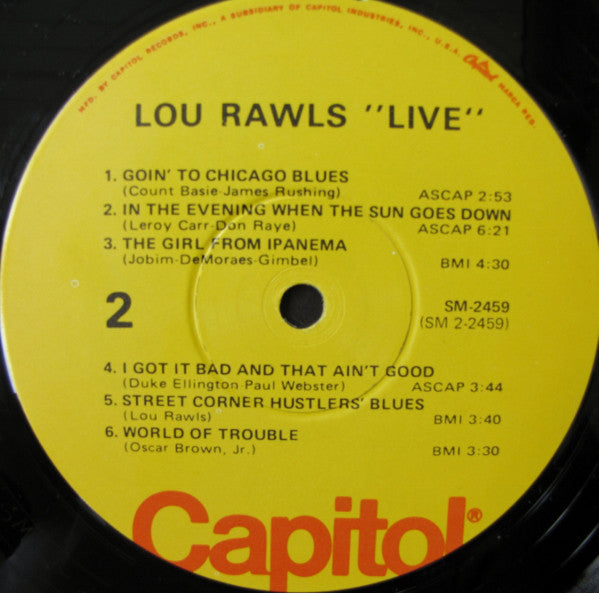 MFD. BY CAPITOL RECORDS, INC., A SUBSIDIARY OF CAPITOL INDUSTRIES, INC., U.S.A. Capitol MARCA REG.
LOU RAWLS "LIVE"
1. GOIN' TO CHICAGO BLUES
(Count Basie-James Rushing) ASCAP 2:53
2. IN THE EVENING WHEN THE SUN GOES DOWN
(Leroy Carr-Don Raye) ASCAP 6:21
3. THE GIRL FROM IPANEMA
(Jobim-DeMoraes-Gimbel) BMI 4:30
2
SM-2459
(SM 2-2459)
4. I GOT IT BAD AND THAT AIN'T GOOD
(Duke Ellington-Paul Webster) ASCAP 3:44
5. STREET CORNER HUSTLERS' BLUES
(Lou Rawls) BMI 3:40
6. WORLD OF TROUBLE
(Oscar Brown, Jr.) BMI 3:30
Capitol®